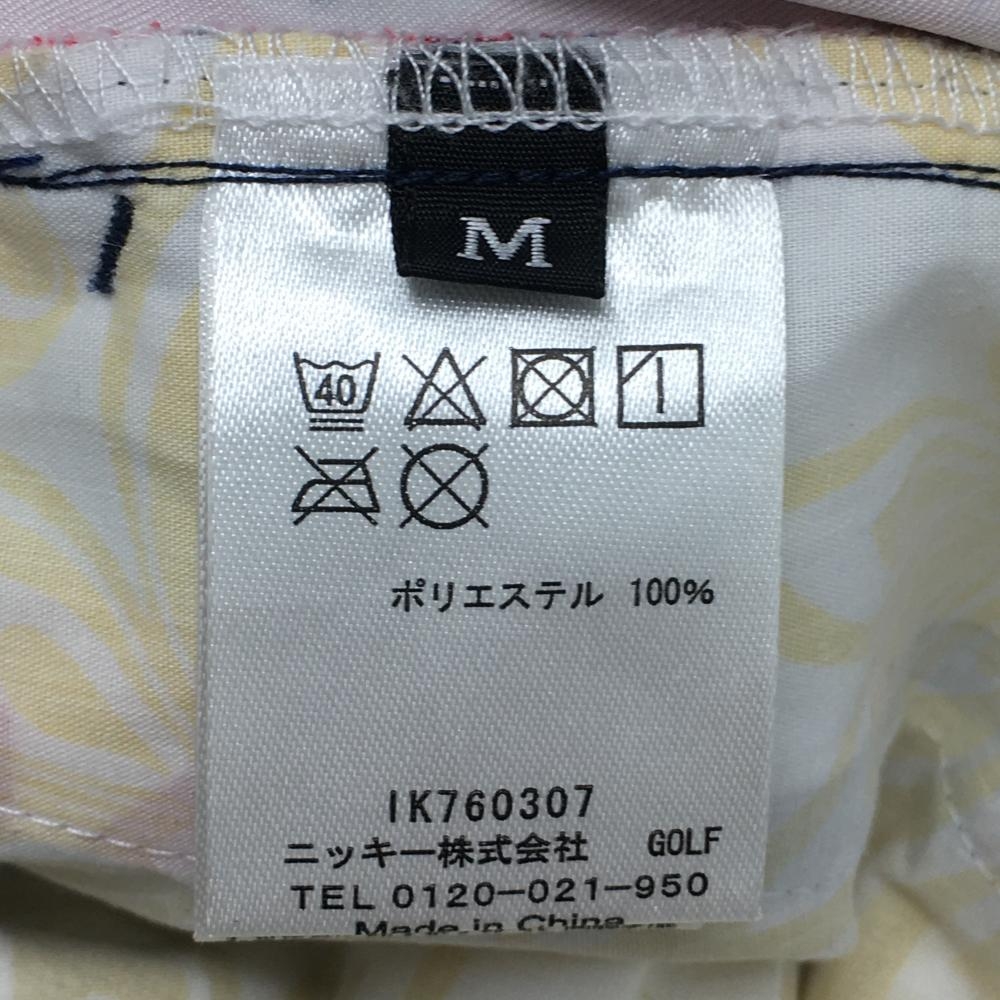 M
40
ポリエステル 100%
IK760307
ニッキー株式会社 GOLF
TEL 0120-021-950
Made in China